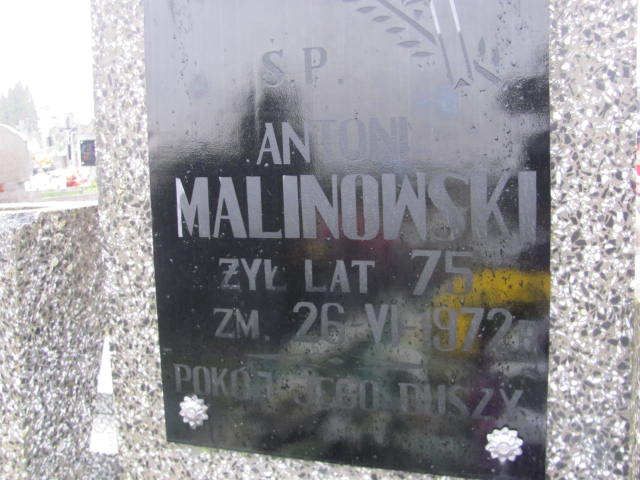 S.P.
ANTONI
MALINOWSKI
ŻYŁ LAT 75
ZM. 26 VI 1972
POKÓJ JEGO DUSZY